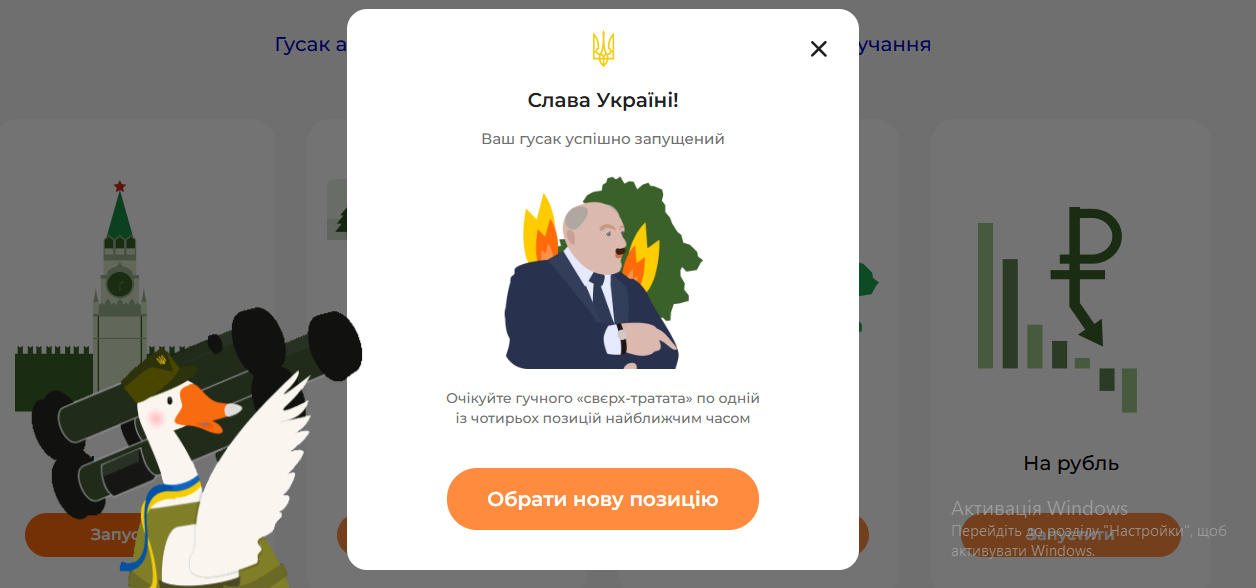 Гусак а
учання
Слава Україні!
Ваш гусак успішно запущений
Очікуйте гучного «свєрх-тратата» по одній
із чотирьох позицій найближчим часом
Обрати нову позицію
Запус
На рубль
Запустити
Активація Windows
Перейдіть до розділу "Настройки", щоб
активувати Windows.